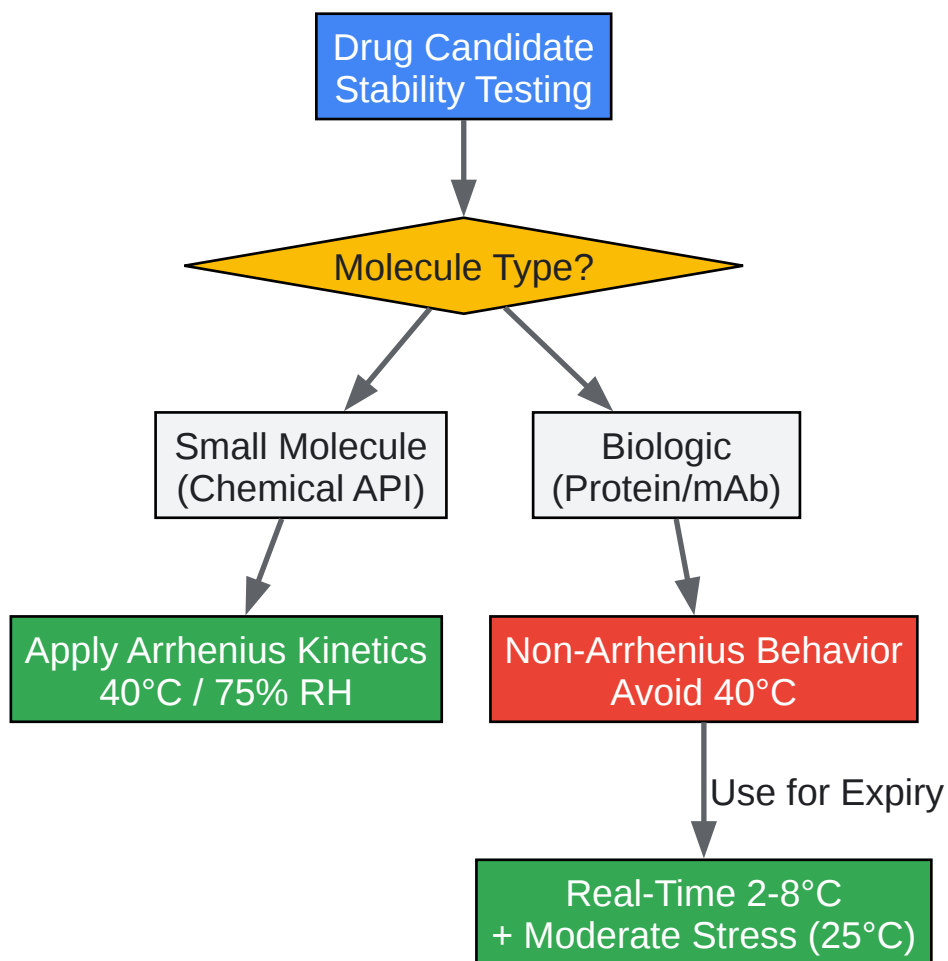 Drug Candidate
Stability Testing
Molecule Type?
Small Molecule
(Chemical API)
Biologic
(Protein/mAb)
Apply Arrhenius Kinetics
40°C / 75% RH
Non-Arrhenius Behavior
Avoid 40°C
Use for Expiry
Real-Time 2-8°C
+ Moderate Stress (25°C)